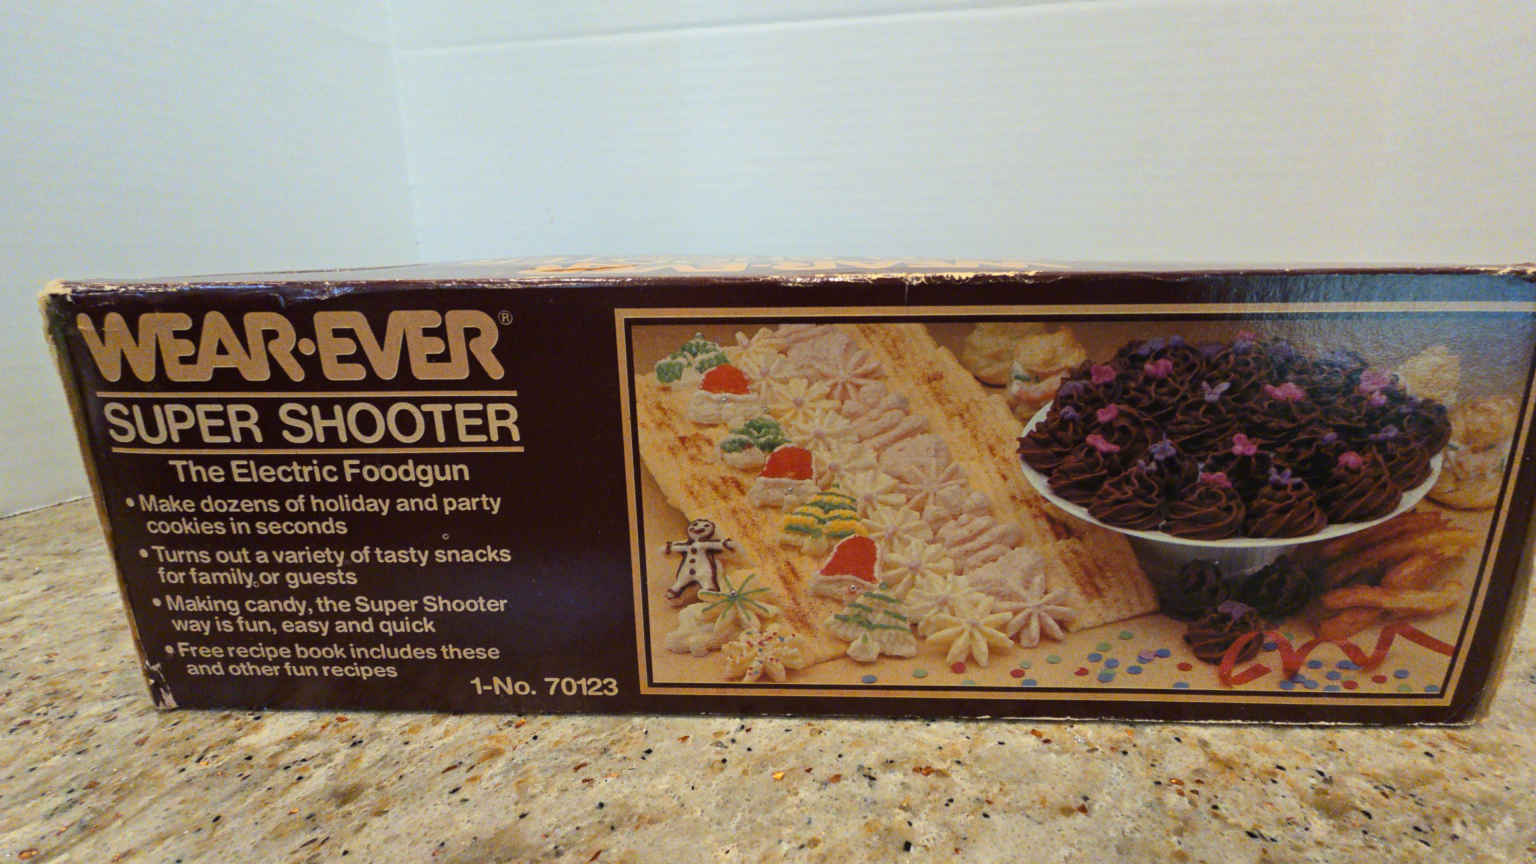 WEAR·EVER®
SUPER SHOOTER
The Electric Foodgun
• Make dozens of holiday and party
cookies in seconds
• Turns out a variety of tasty snacks
for family or guests
• Making candy, the Super Shooter
way is fun, easy and quick
• Free recipe book includes these
and other fun recipes
1-No. 70123